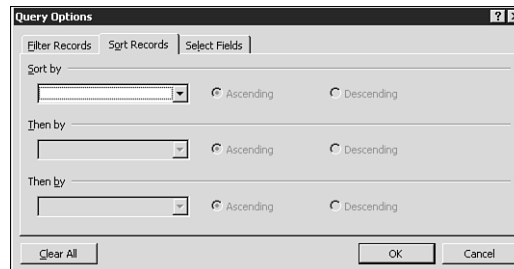 Query Options
Filter Records Sort Records Select Fields
Sort by
Ascending Descending
Then by
Ascending Descending
Then by
Ascending Descending
Clear All OK Cancel